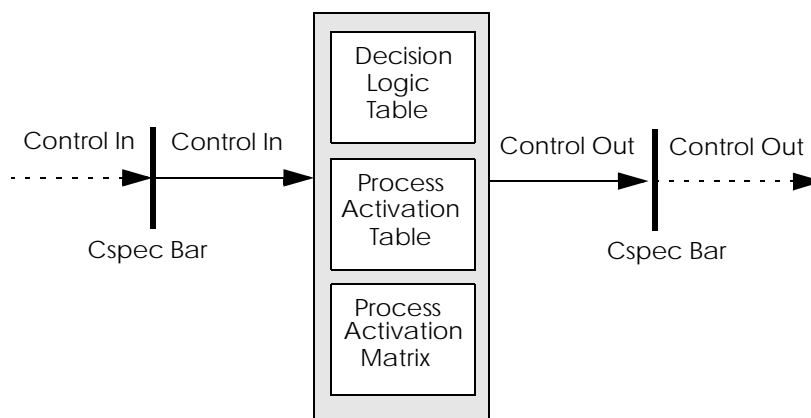 Decision
Logic
Table
Control In
Control In
Control Out
Control Out
Process
Activation
Table
Cspec Bar
Cspec Bar
Process
Activation
Matrix